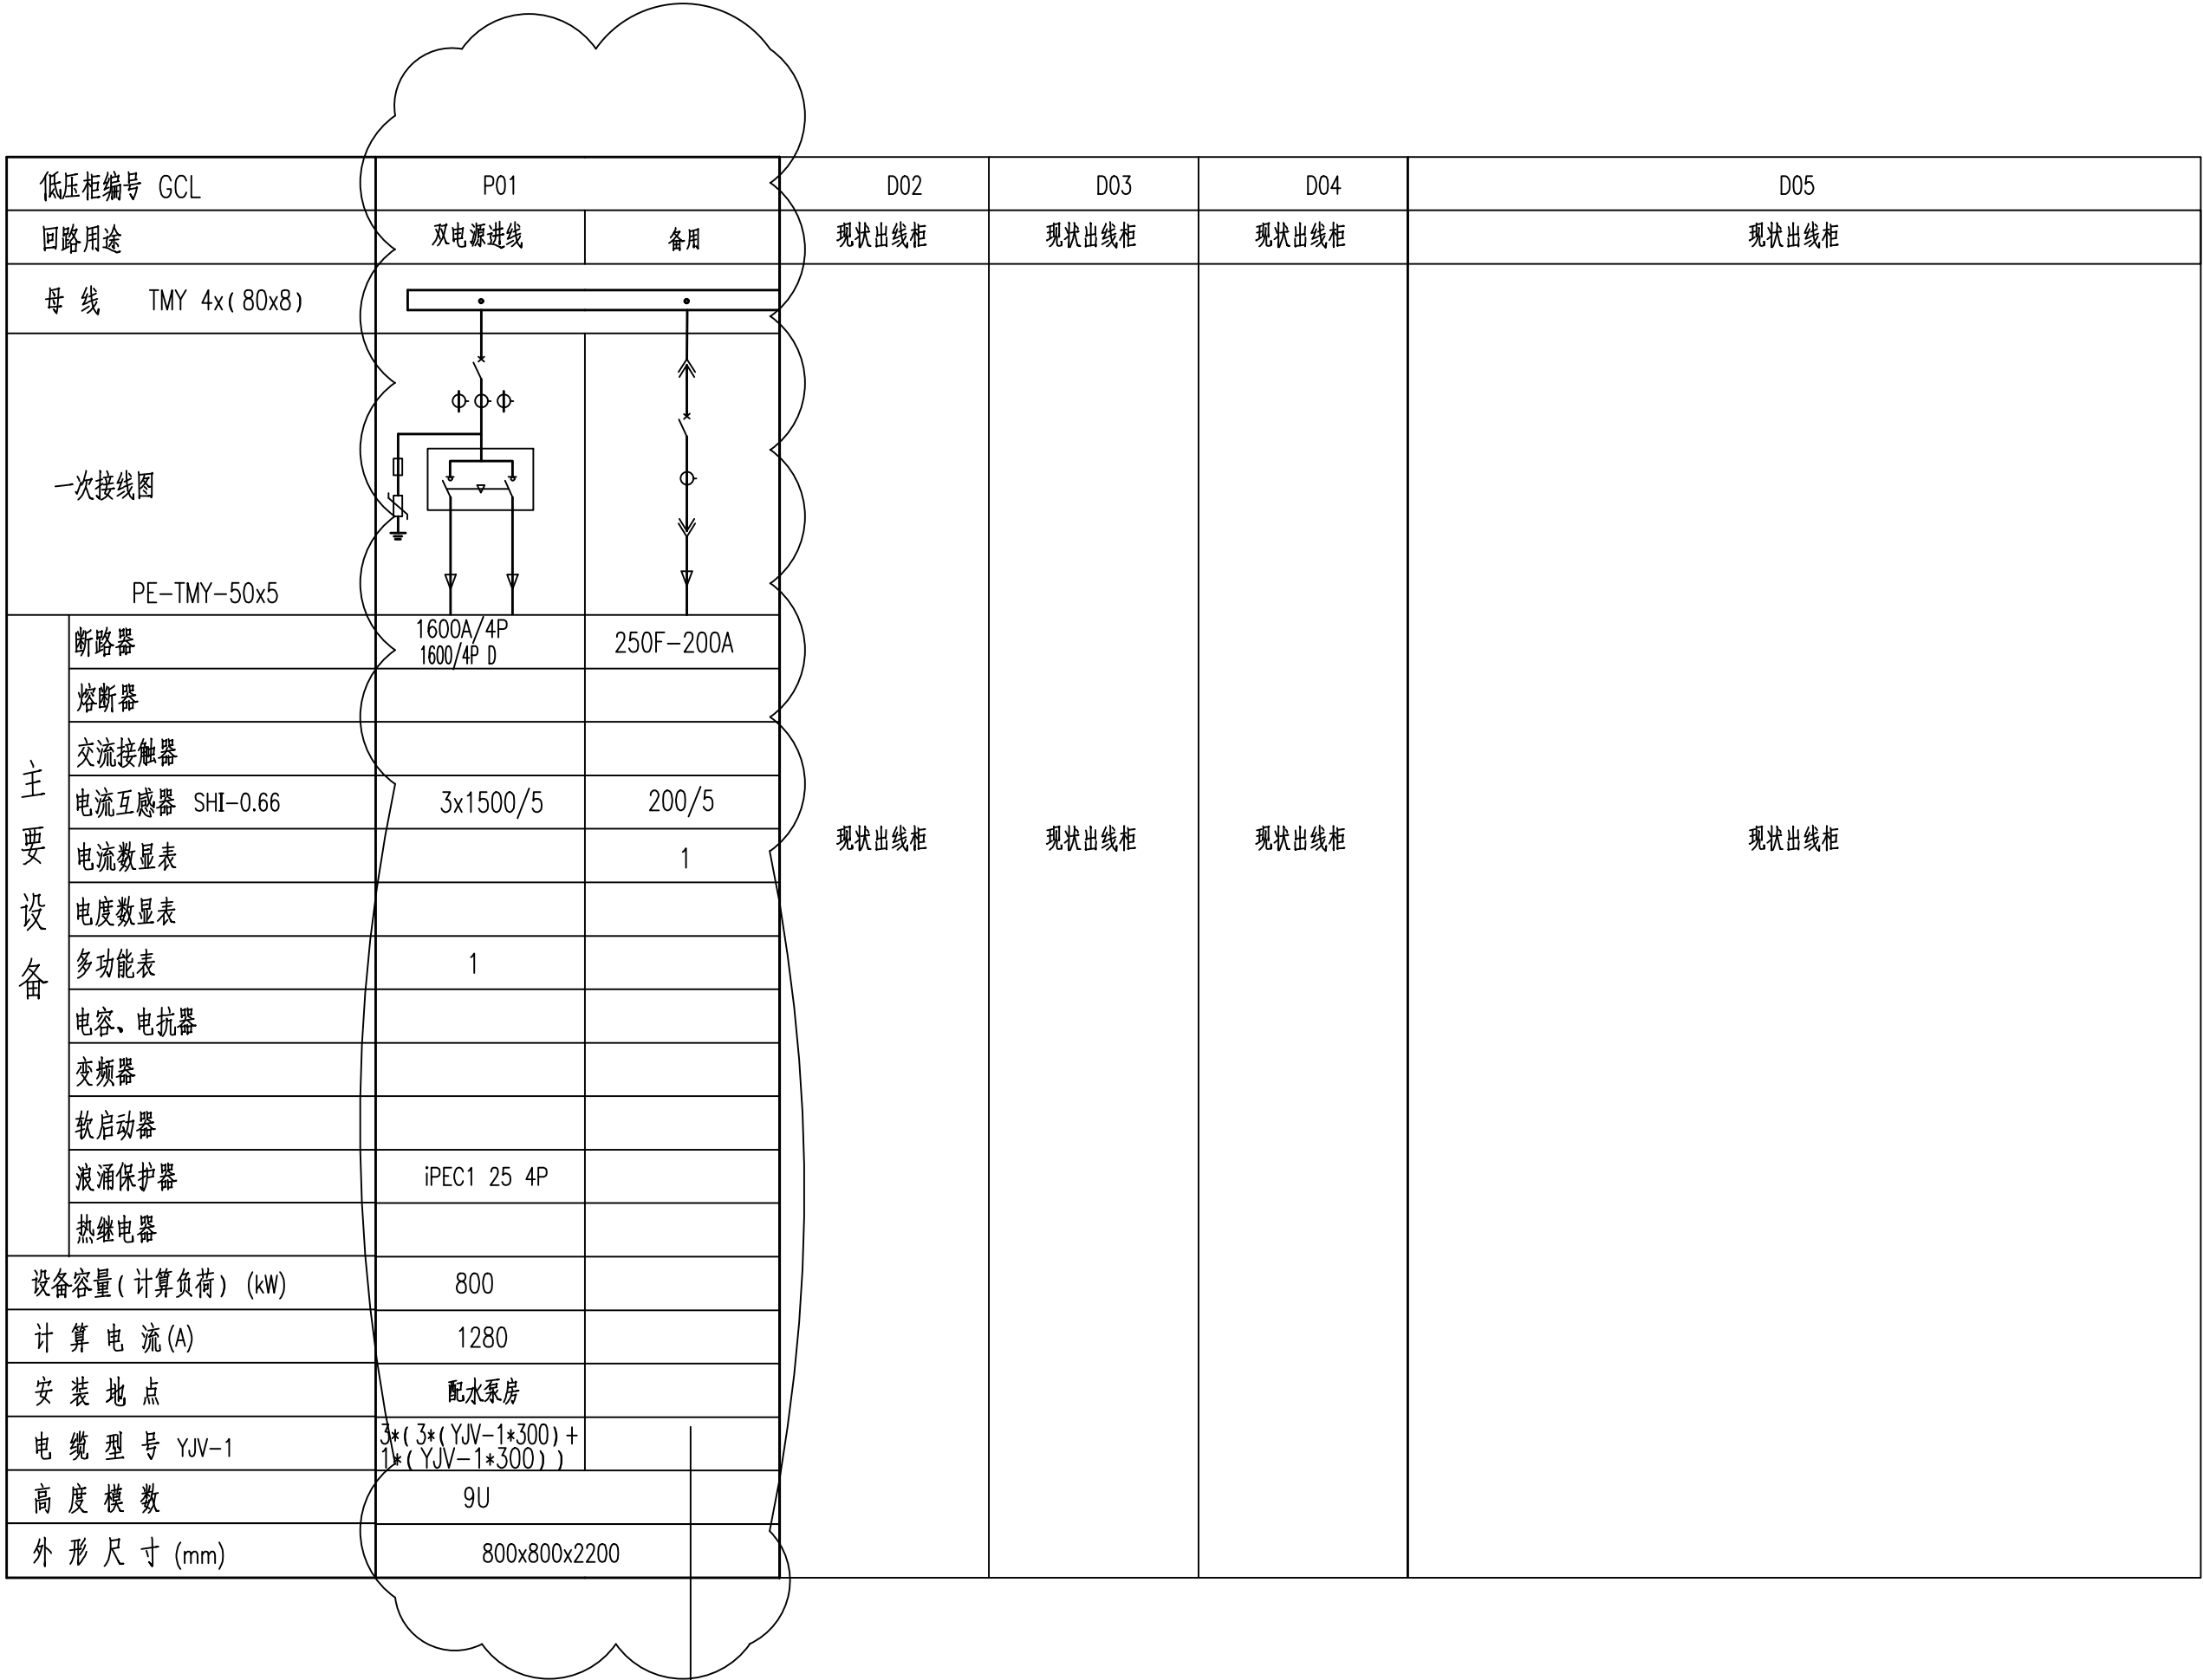 低压柜编号 GCL P01 D02 D03 D04 D05
回路用途 双电源进线 备用 现状出线柜 现状出线柜 现状出线柜 现状出线柜
母 线 TMY 4x(80x8)
一次接线图
PE-TMY-50x5
主要设备
断路器 1600A/4P 250F-200A
1600/4P D
熔断器
交流接触器
电流互感器 SHI-0.66 3x1500/5 200/5
电流数显表 1 现状出线柜 现状出线柜 现状出线柜 现状出线柜
电度数显表
多功能表 1
电容、电抗器
变频器
软启动器
浪涌保护器 iPEC1 25 4P
热继电器
设备容量(计算负荷) (kW) 800
计 算 电 流(A) 1280
安 装 地 点 配水泵房
电 缆 型 号 YJV-1 3*(3*(YJV-1*300)+
1*(YJV-1*300))
高 度 模 数 9U
外 形 尺 寸 (mm) 800x800x2200